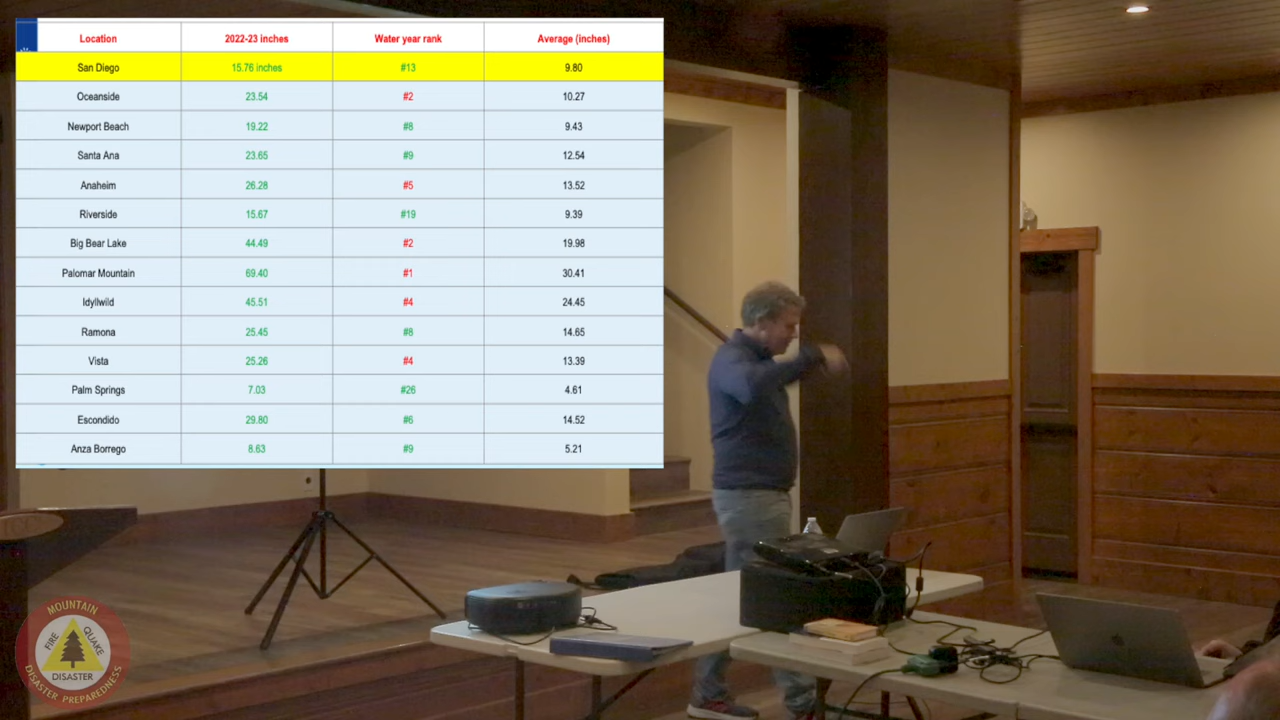 Location 2022-23 inches Water year rank Average (inches)
San Diego 15.76 inches #13 9.80
Oceanside 23.54 #2 10.27
Newport Beach 19.22 #8 9.43
Santa Ana 23.65 #9 12.54
Anaheim 26.28 #5 13.52
Riverside 15.67 #19 9.39
Big Bear Lake 44.49 #2 19.98
Palomar Mountain 69.40 #1 30.41
Idyllwild 45.51 #4 24.45
Ramona 25.45 #8 14.65
Vista 25.26 #4 13.39
Palm Springs 7.03 #26 4.61
Escondido 29.80 #6 14.52
Anza Borrego 8.63 #9 5.21
MOUNTAIN
FIRE
QUAKE
DISASTER
DISASTER PREPAREDNESS